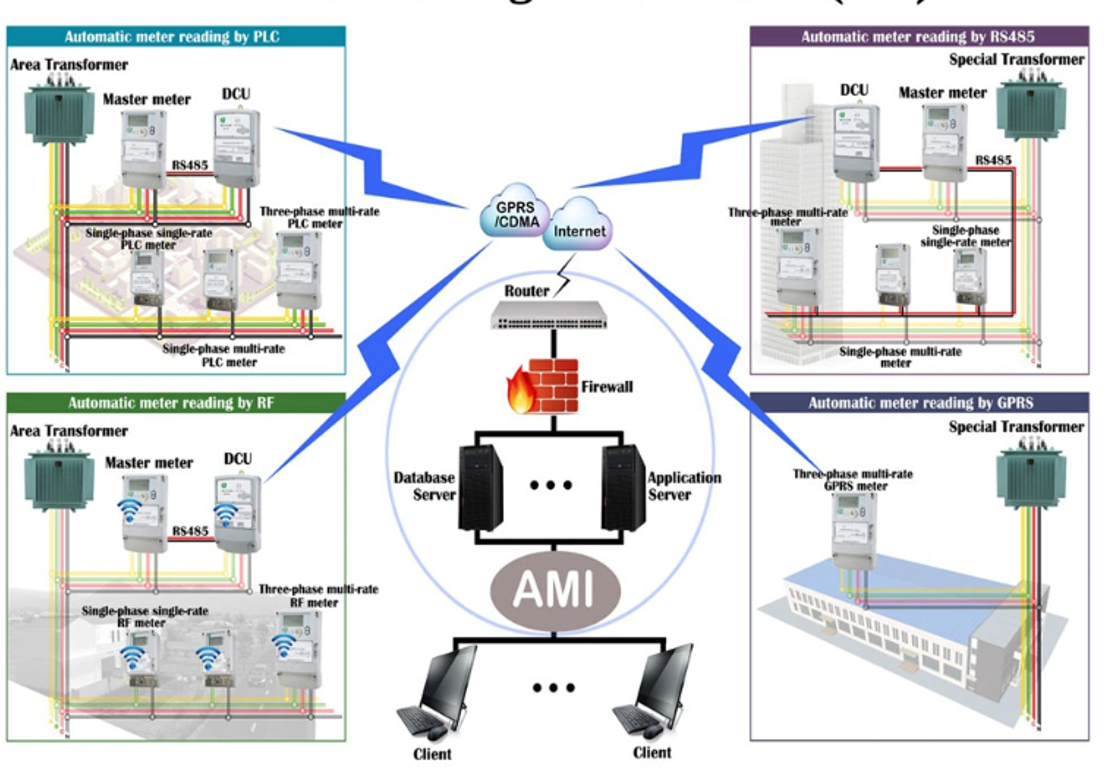 Automatic meter reading by PLC
Area Transformer
Master meter
DCU
RS485
Three-phase multi-rate
PLC meter
Single-phase single-rate
PLC meter
Single-phase multi-rate
PLC meter
Automatic meter reading by RS485
Special Transformer
DCU
Master meter
RS485
Three-phase multi-rate
meter
Single-phase
single-rate meter
Single-phase multi-rate
meter
GPRS
/CDMA
Internet
Router
Firewall
Database
Server
Application
Server
AMI
Client
Client
Automatic meter reading by RF
Area Transformer
Master meter
DCU
RS485
Three-phase multi-rate
RF meter
Single-phase single-rate
RF meter
Automatic meter reading by GPRS
Special Transformer
Three-phase multi-rate
GPRS meter